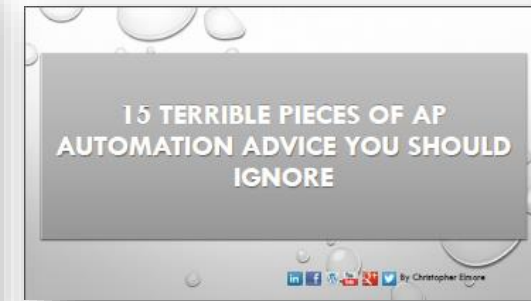 15 TERRIBLE PIECES OF AP
AUTOMATION ADVICE YOU SHOULD
IGNORE
By Christopher Elmore